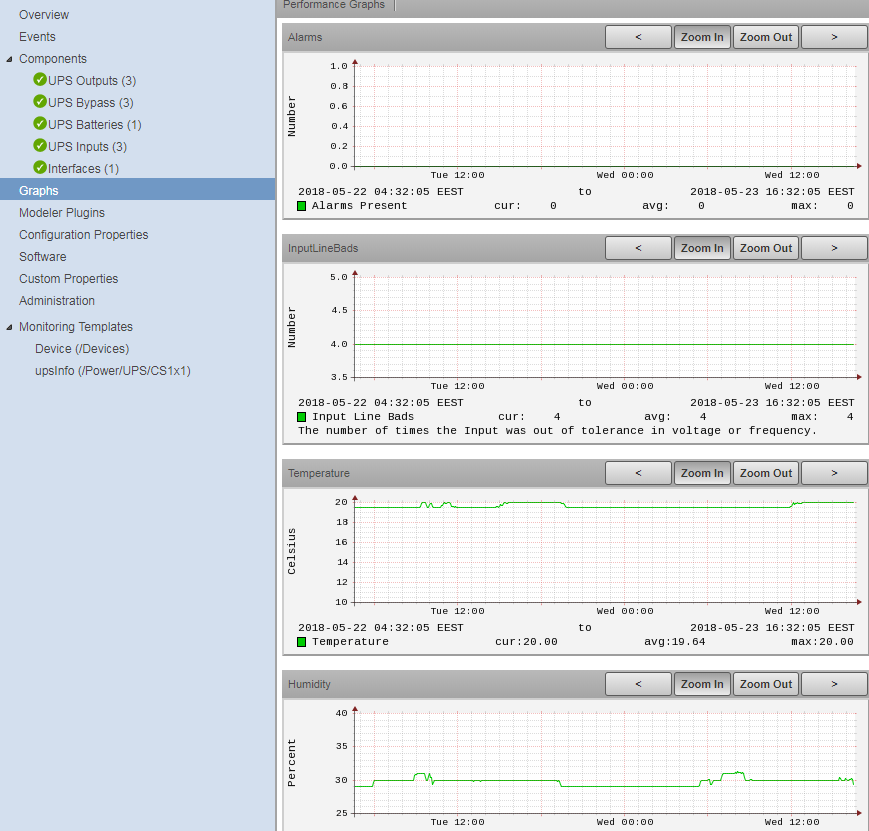 Overview
Events
Components
UPS Outputs (3)
UPS Bypass (3)
UPS Batteries (1)
UPS Inputs (3)
Interfaces (1)
Graphs
Modeler Plugins
Configuration Properties
Software
Custom Properties
Administration
Monitoring Templates
Device (/Devices)
upsInfo (/Power/UPS/CS1x1)
Performance Graphs
Alarms < Zoom In Zoom Out >
Number
1.0
0.8
0.6
0.4
0.2
0.0
Tue 12:00 Wed 00:00 Wed 12:00
2018-05-22 04:32:05 EEST to 2018-05-23 16:32:05 EEST
Alarms Present cur: 0 avg: 0 max: 0
InputLineBads < Zoom In Zoom Out >
Number
5.0
4.5
4.0
3.5
Tue 12:00 Wed 00:00 Wed 12:00
2018-05-22 04:32:05 EEST to 2018-05-23 16:32:05 EEST
Input Line Bads cur: 4 avg: 4 max: 4
The number of times the Input was out of tolerance in voltage or frequency.
Temperature < Zoom In Zoom Out >
Celsius
20
18
16
14
12
10
Tue 12:00 Wed 00:00 Wed 12:00
2018-05-22 04:32:05 EEST to 2018-05-23 16:32:05 EEST
Temperature cur:20.00 avg:19.64 max:20.00
Humidity < Zoom In Zoom Out >
Percent
40
35
30
25
Tue 12:00 Wed 00:00 Wed 12:00